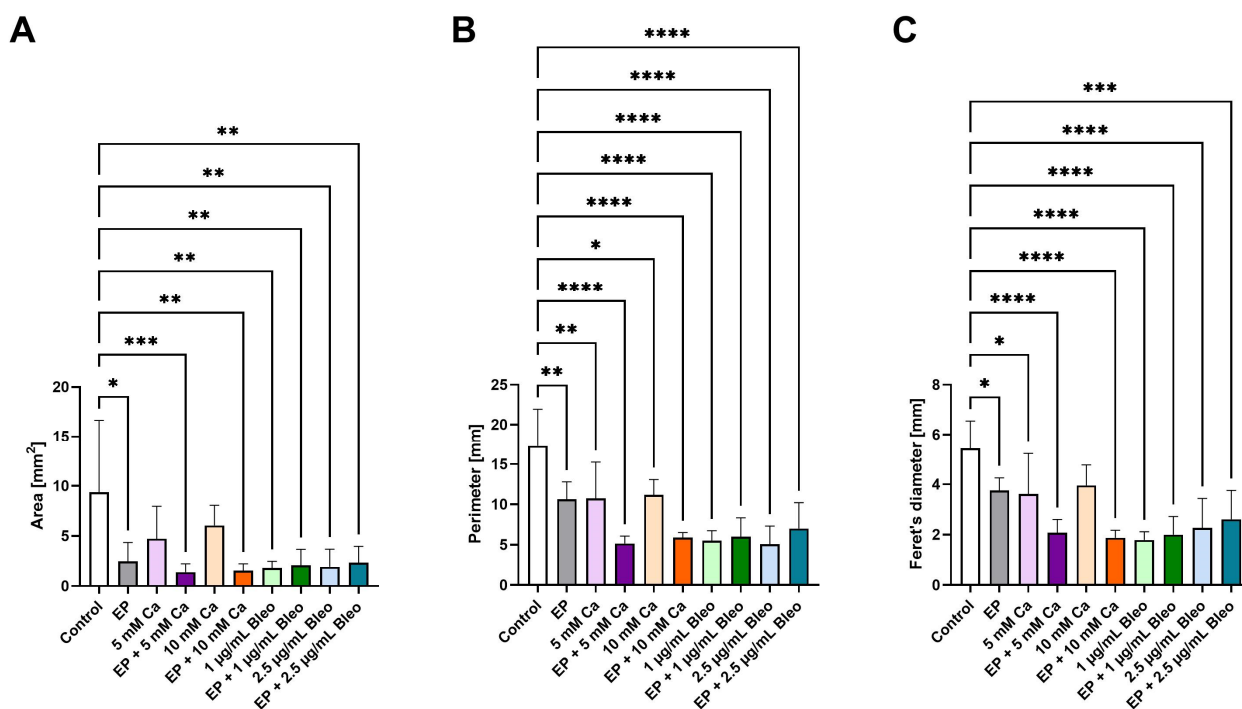 A
**
**
**
**
**
***
*
20
15
10
5
0
Area [mm²]
Control
EP
5 mM Ca
EP + 5 mM Ca
10 mM Ca
EP + 10 mM Ca
1 µg/mL Bleo
EP + 1 µg/mL Bleo
2.5 µg/mL Bleo
EP + 2.5 µg/mL Bleo
B
****
****
****
****
****
*
****
**
**
25
20
15
10
5
0
Perimeter [mm]
Control
EP
5 mM Ca
EP + 5 mM Ca
10 mM Ca
EP + 10 mM Ca
1 µg/mL Bleo
EP + 1 µg/mL Bleo
2.5 µg/mL Bleo
EP + 2.5 µg/mL Bleo
C
***
****
****
****
****
****
*
*
8
6
4
2
0
Feret's diameter [mm]
Control
EP
5 mM Ca
EP + 5 mM Ca
10 mM Ca
EP + 10 mM Ca
1 µg/mL Bleo
EP + 1 µg/mL Bleo
2.5 µg/mL Bleo
EP + 2.5 µg/mL Bleo